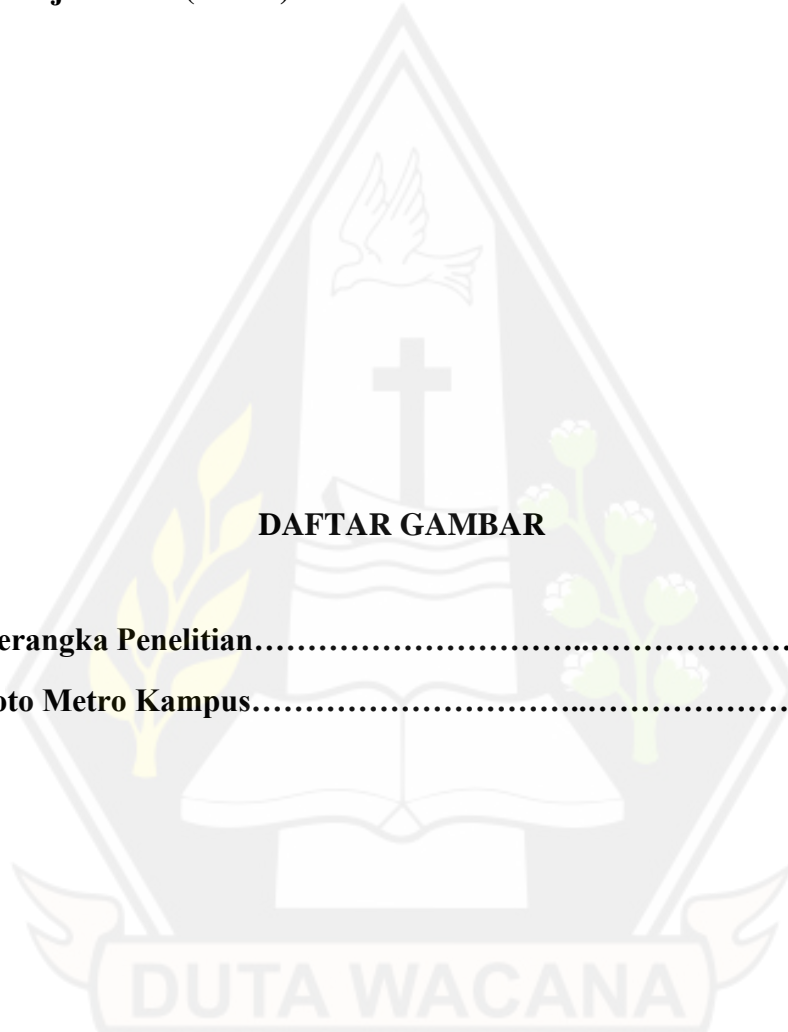 DAFTAR GAMBAR
erangka Penelitian…………………………..…………………
oto Metro Kampus…………………………..…………………
DUTA WACANA